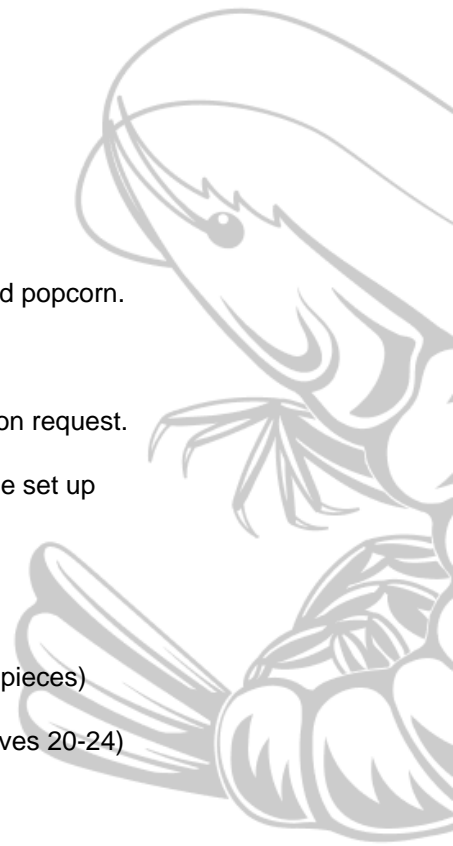 d popcorn.
on request.
e set up
pieces)
ves 20-24)